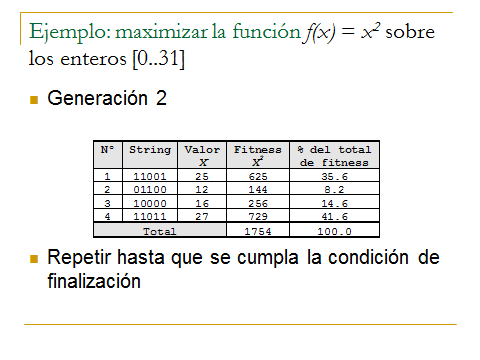 Ejemplo: maximizar la función f(x) = x² sobre
los enteros [0..31]
Generación 2
Nº String Valor X Fitness X² % del total de fitness
1 11001 25 625 35.6
2 01100 12 144 8.2
3 10000 16 256 14.6
4 11011 27 729 41.6
Total 1754 100.0
Repetir hasta que se cumpla la condición de
finalización